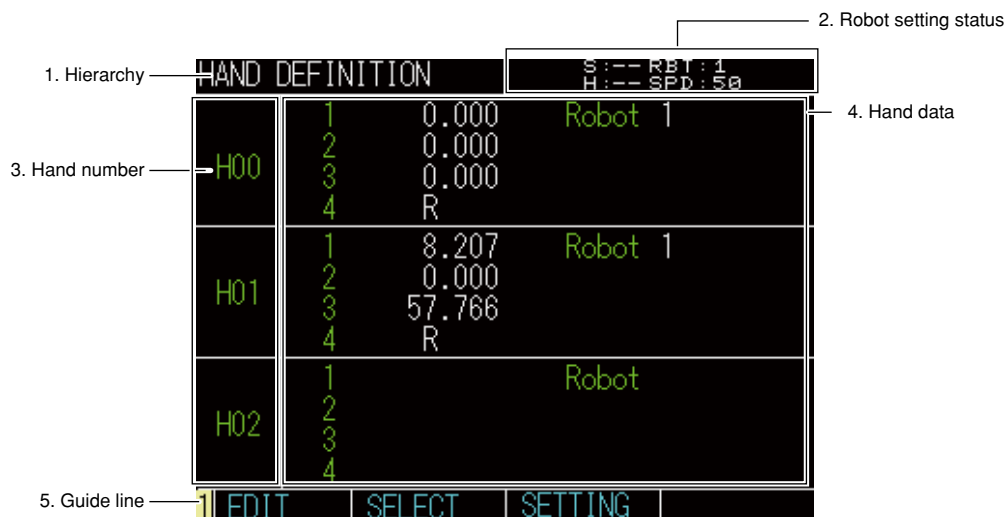 2. Robot setting status
1. Hierarchy
HAND DEFINITION
S:-- RBT:1
H:-- SPD:50
4. Hand data
3. Hand number
H00
1 0.000 Robot 1
2 0.000
3 0.000
4 R
H01
1 8.207 Robot 1
2 0.000
3 57.766
4 R
H02
1 Robot
2
3
4
5. Guide line
1 EDIT SELECT SETTING